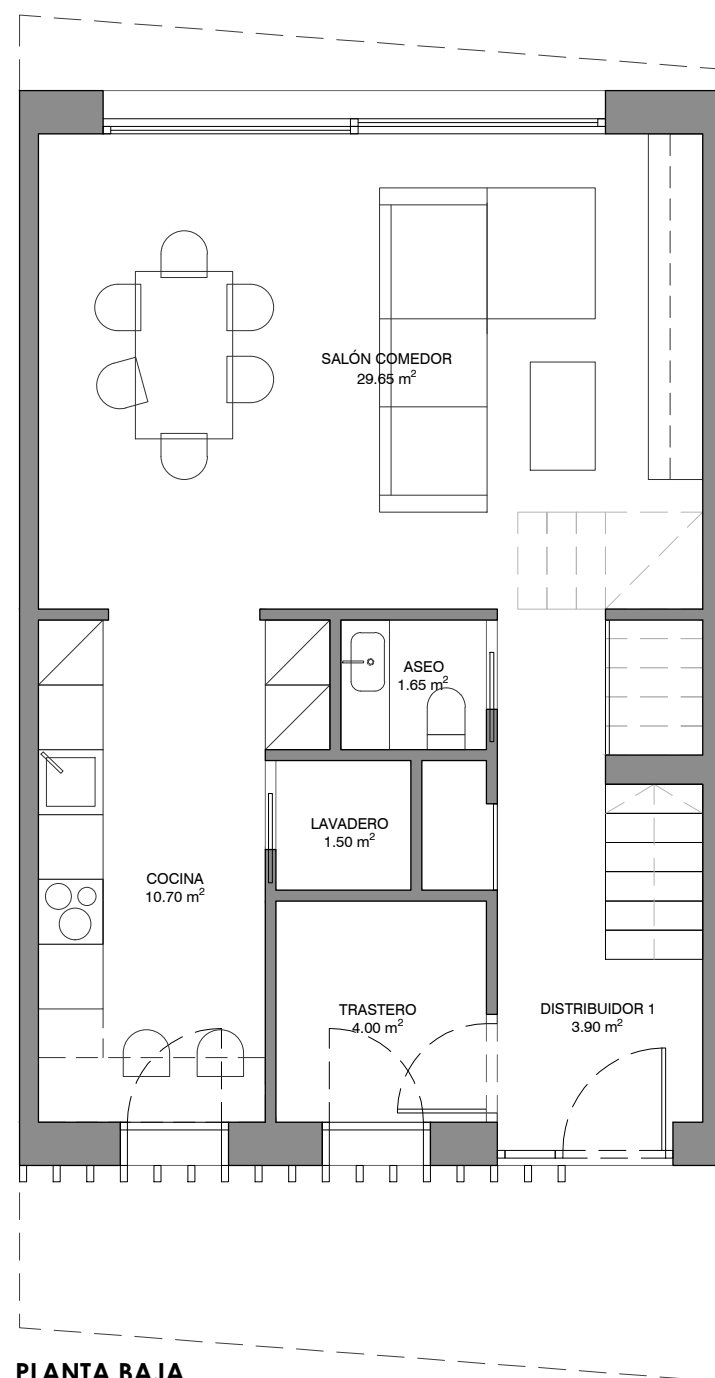 SALÓN COMEDOR
29.65 m²
ASEO
1.65 m²
LAVADERO
1.50 m²
COCINA
10.70 m²
TRASTERO
4.00 m²
DISTRIBUIDOR 1
3.90 m²
PLANTA BAJA